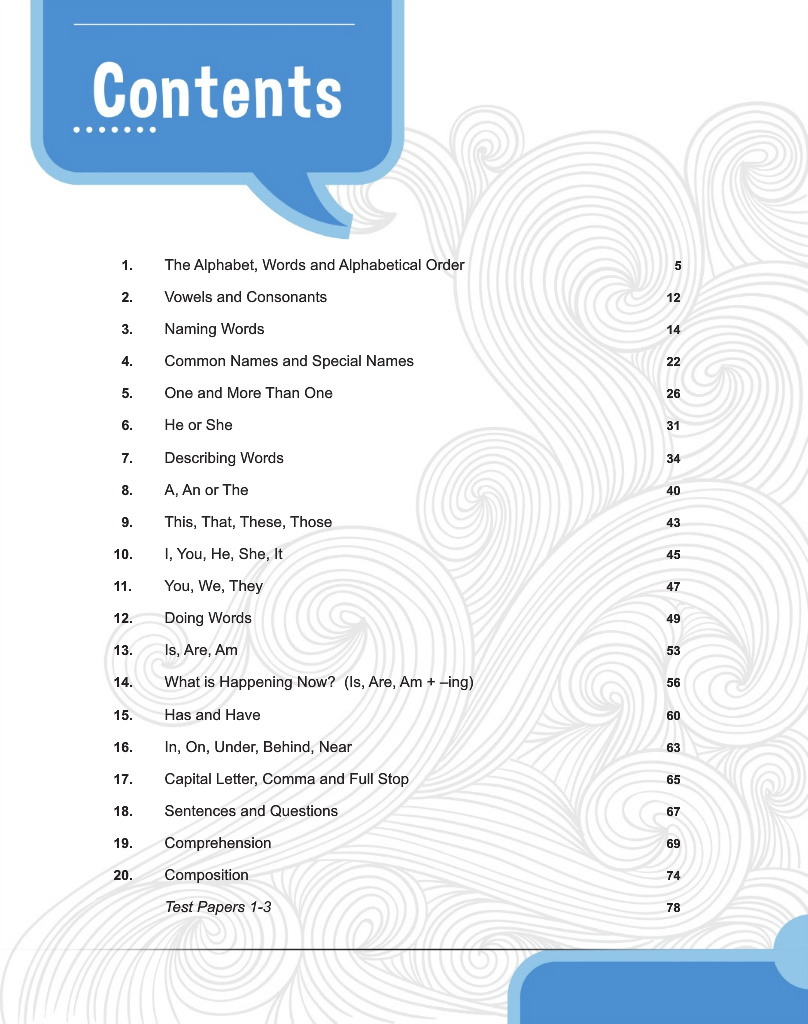 Contents
1. The Alphabet, Words and Alphabetical Order 5
2. Vowels and Consonants 12
3. Naming Words 14
4. Common Names and Special Names 22
5. One and More Than One 26
6. He or She 31
7. Describing Words 34
8. A, An or The 40
9. This, That, These, Those 43
10. I, You, He, She, It 45
11. You, We, They 47
12. Doing Words 49
13. Is, Are, Am 53
14. What is Happening Now? (Is, Are, Am + –ing) 56
15. Has and Have 60
16. In, On, Under, Behind, Near 63
17. Capital Letter, Comma and Full Stop 65
18. Sentences and Questions 67
19. Comprehension 69
20. Composition 74
Test Papers 1-3 78